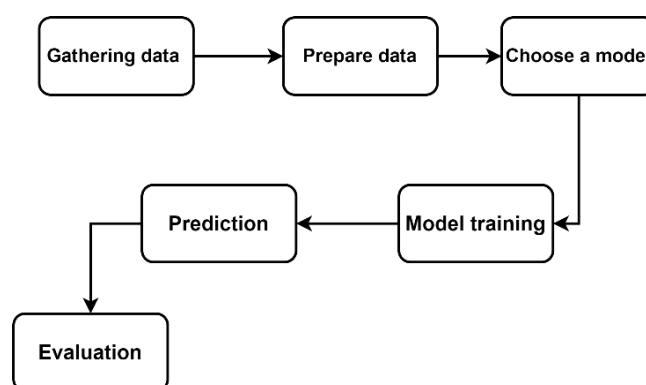 Gathering data
Prepare data
Choose a mode
Model training
Prediction
Evaluation